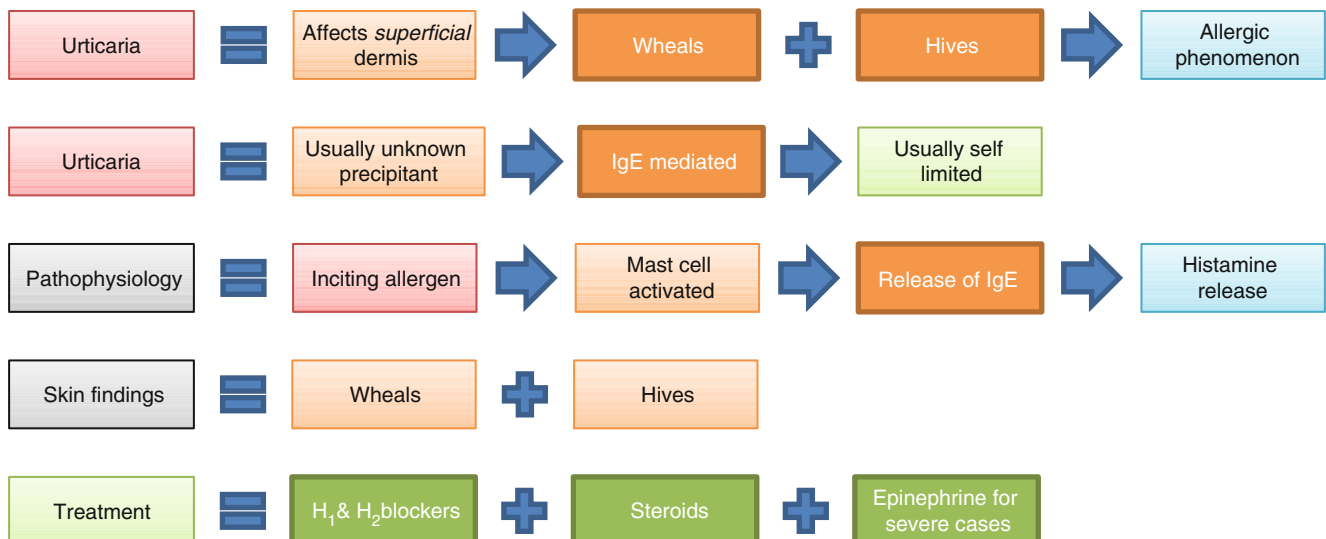 Urticaria
Affects superficial
dermis
Wheals
Hives
Allergic
phenomenon
Urticaria
Usually unknown
precipitant
IgE mediated
Usually self
limited
Pathophysiology
Inciting allergen
Mast cell
activated
Release of IgE
Histamine
release
Skin findings
Wheals
Hives
Treatment
H1& H2blockers
Steroids
Epinephrine for
severe cases